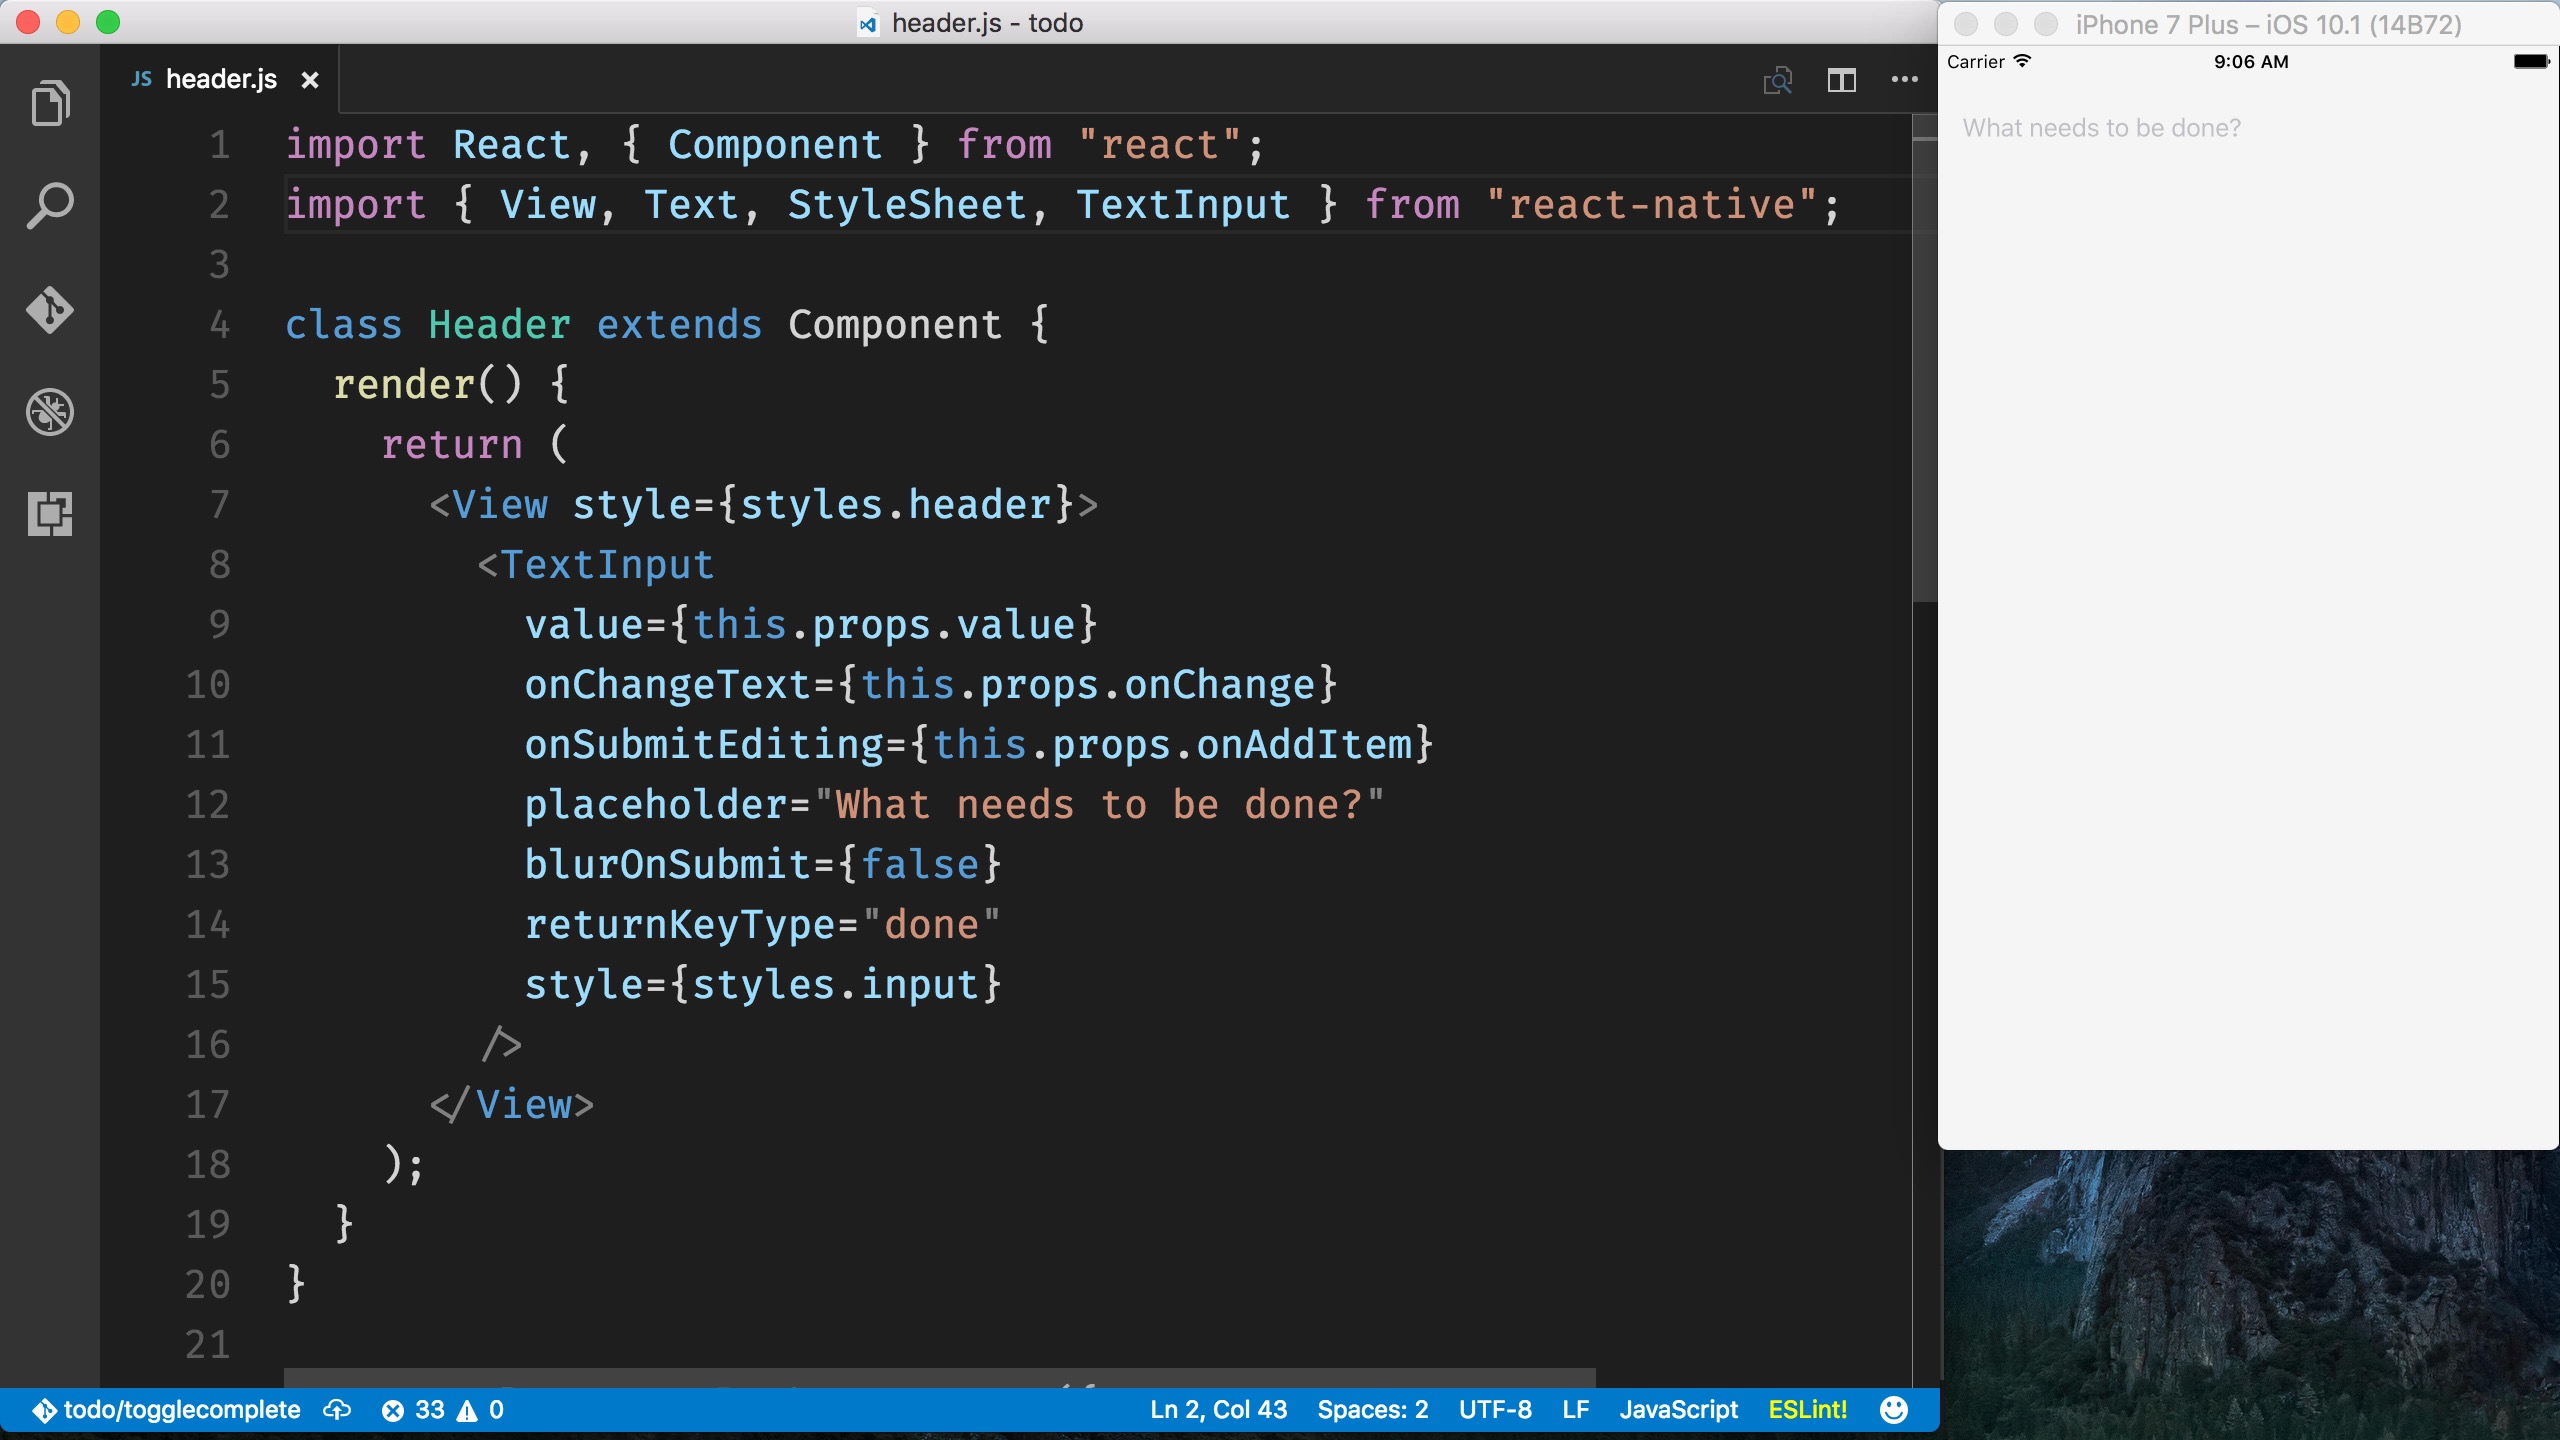 header.js - todo
JS header.js
1 import React, { Component } from "react";
2 import { View, Text, StyleSheet, TextInput } from "react-native";
3
4 class Header extends Component {
5 render() {
6 return (
7 <View style={styles.header}>
8 <TextInput
9 value={this.props.value}
10 onChangeText={this.props.onChange}
11 onSubmitEditing={this.props.onAddItem}
12 placeholder="What needs to be done?"
13 blurOnSubmit={false}
14 returnKeyType="done"
15 style={styles.input}
16 />
17 </View>
18 );
19 }
20 }
21
todo/togglecomplete 33 0 Ln 2, Col 43 Spaces: 2 UTF-8 LF JavaScript ESLint!
iPhone 7 Plus – iOS 10.1 (14B72)
Carrier 9:06 AM
What needs to be done?